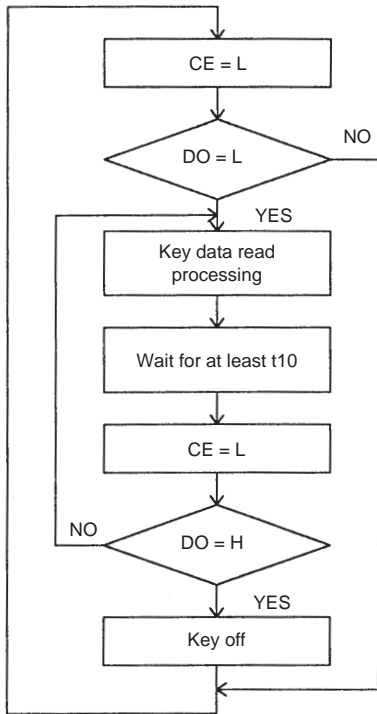 CE = L
DO = L
NO
YES
Key data read
processing
Wait for at least t10
CE = L
NO
DO = H
YES
Key off